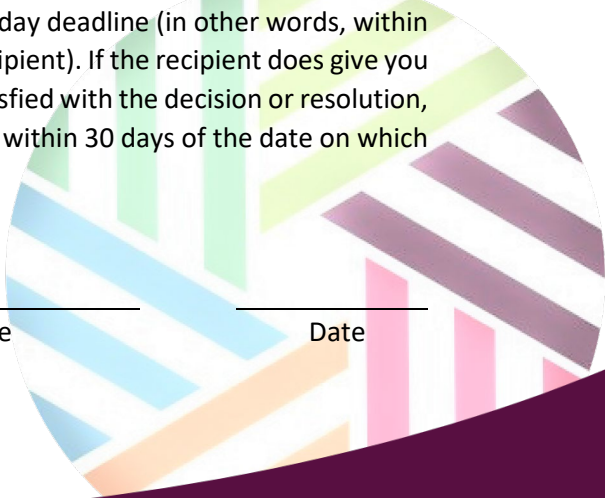 day deadline (in other words, within
ipient). If the recipient does give you
sfied with the decision or resolution,
within 30 days of the date on which
e Date